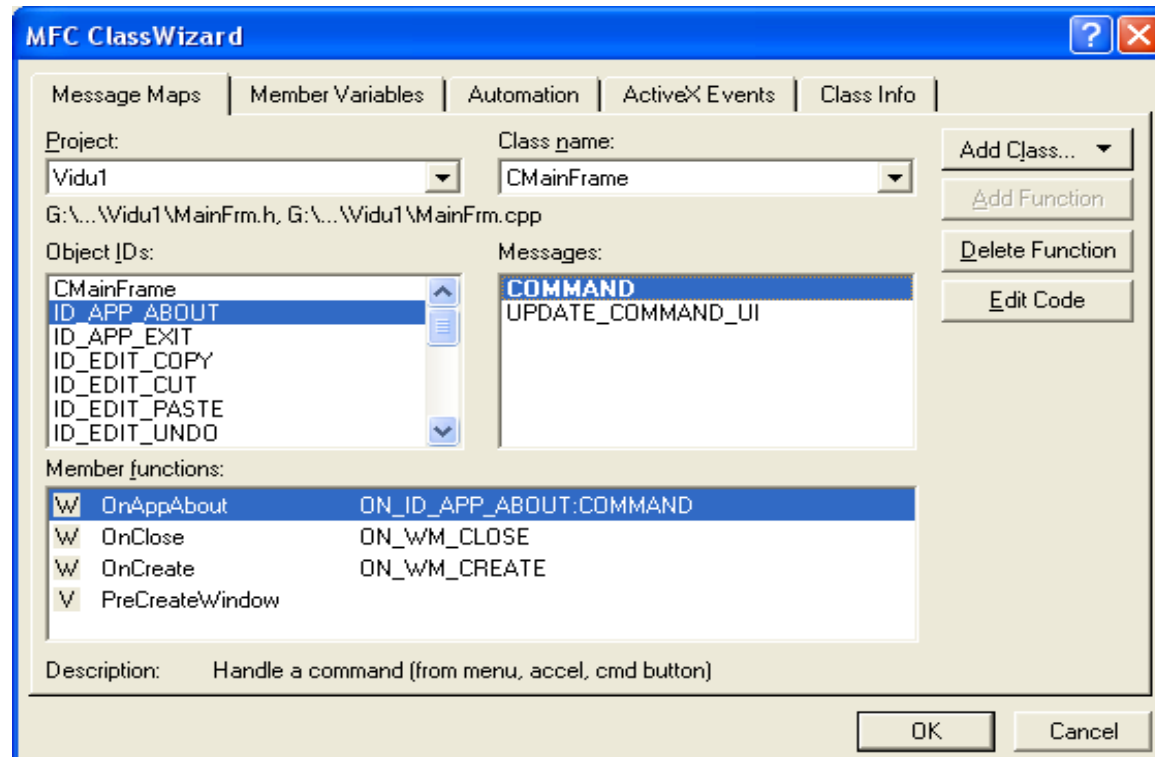 MFC ClassWizard
Message Maps Member Variables Automation ActiveX Events Class Info
Project: Class name:
Vidu1 CMainFrame
Add Class...
Add Function
Delete Function
Edit Code
G:\...\Vidu1\MainFrm.h, G:\...\Vidu1\MainFrm.cpp
Object IDs: Messages:
CMainFrame
ID_APP_ABOUT
ID_APP_EXIT
ID_EDIT_COPY
ID_EDIT_CUT
ID_EDIT_PASTE
ID_EDIT_UNDO
COMMAND
UPDATE_COMMAND_UI
Member functions:
W OnAppAbout ON_ID_APP_ABOUT:COMMAND
W OnClose ON_WM_CLOSE
W OnCreate ON_WM_CREATE
V PreCreateWindow
Description: Handle a command (from menu, accel, cmd button)
OK Cancel